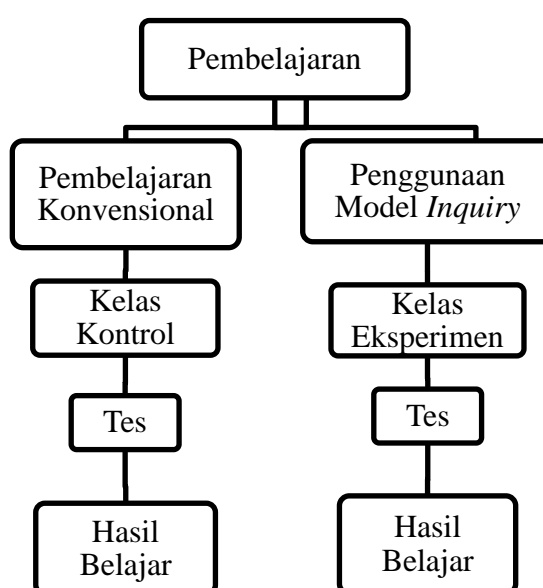 Pembelajaran
Pembelajaran
Konvensional
Penggunaan
Model Inquiry
Kelas
Kontrol
Kelas
Eksperimen
Tes
Tes
Hasil
Belajar
Hasil
Belajar